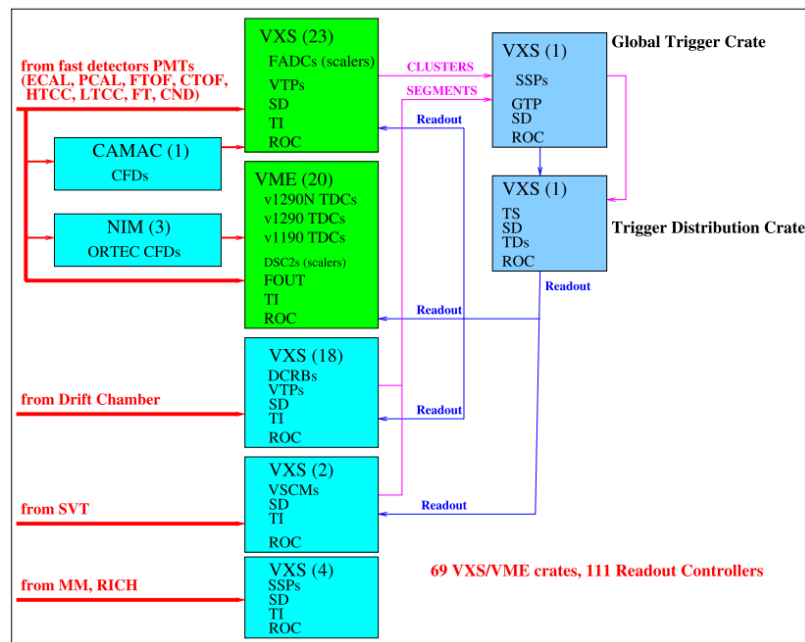 from fast detectors PMTs
(ECAL, PCAL, FTOF, CTOF,
HTCC, LTCC, FT, CND)
VXS (23)
FADCs (scalers)
VTPs
SD
TI
ROC
CLUSTERS
SEGMENTS
VXS (1)
SSPs
GTP
SD
ROC
Global Trigger Crate
Readout
CAMAC (1)
CFDs
VME (20)
v1290N TDCs
v1290 TDCs
v1190 TDCs
DSC2s (scalers)
FOUT
TI
ROC
NIM (3)
ORTEC CFDs
VXS (1)
TS
SD
TDs
ROC
Trigger Distribution Crate
Readout
Readout
from Drift Chamber
VXS (18)
DCRBs
VTPs
SD
TI
ROC
Readout
from SVT
VXS (2)
VSCMs
SD
TI
ROC
Readout
from MM, RICH
VXS (4)
SSPs
SD
TI
ROC
69 VXS/VME crates, 111 Readout Controllers